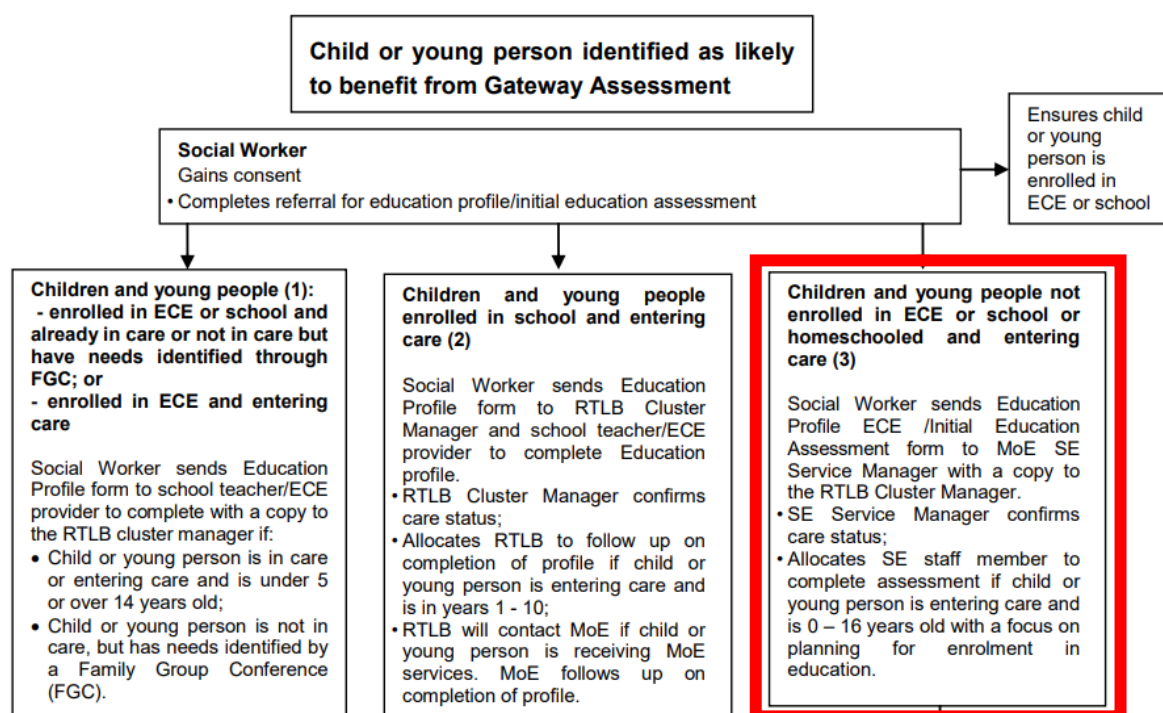 Child or young person identified as likely
to benefit from Gateway Assessment
Social Worker
Gains consent
• Completes referral for education profile/initial education assessment
Ensures child
or young
person is
enrolled in
ECE or school
Children and young people (1):
- enrolled in ECE or school and
already in care or not in care but
have needs identified through
FGC; or
- enrolled in ECE and entering
care
Social Worker sends Education
Profile form to school teacher/ECE
provider to complete with a copy to
the RTLB cluster manager if:
• Child or young person is in care
or entering care and is under 5
or over 14 years old;
• Child or young person is not in
care, but has needs identified by
a Family Group Conference
(FGC).
Children and young people
enrolled in school and entering
care (2)
Social Worker sends Education
Profile form to RTLB Cluster
Manager and school teacher/ECE
provider to complete Education
profile.
• RTLB Cluster Manager confirms
care status;
• Allocates RTLB to follow up on
completion of profile if child or
young person is entering care and
is in years 1 - 10;
• RTLB will contact MoE if child or
young person is receiving MoE
services. MoE follows up on
completion of profile.
Children and young people not
enrolled in ECE or school or
homeschooled and entering
care (3)
Social Worker sends Education
Profile ECE /Initial Education
Assessment form to MoE SE
Service Manager with a copy to
the RTLB Cluster Manager.
• SE Service Manager confirms
care status;
• Allocates SE staff member to
complete assessment if child or
young person is entering care and
is 0 – 16 years old with a focus on
planning for enrolment in
education.